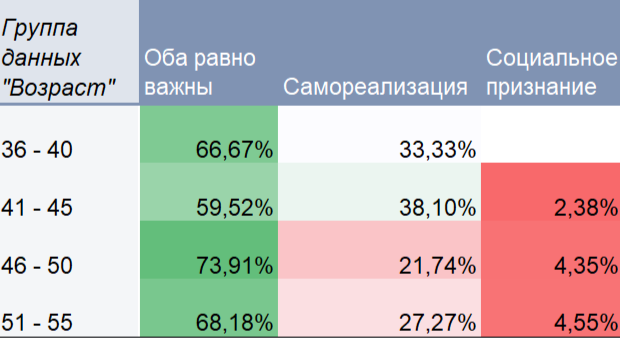 Группа данных "Возраст" Оба равно важны Самореализация Социальное признание
36 - 40 66,67% 33,33%
41 - 45 59,52% 38,10% 2,38%
46 - 50 73,91% 21,74% 4,35%
51 - 55 68,18% 27,27% 4,55%